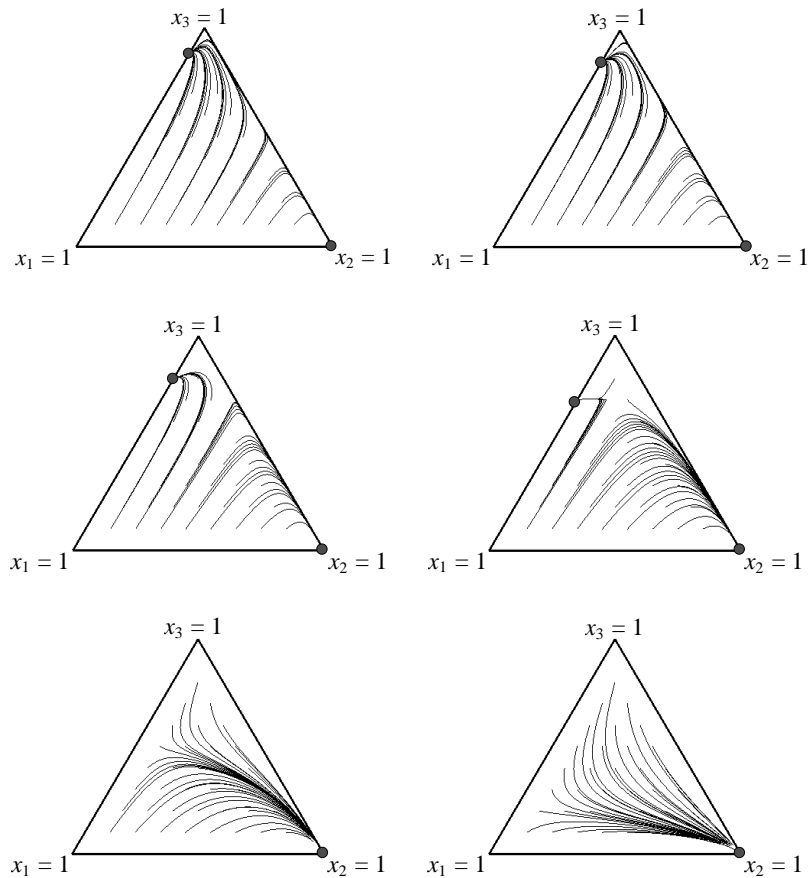 x₃ = 1
x₃ = 1
x₁ = 1
x₂ = 1
x₁ = 1
x₂ = 1
x₃ = 1
x₃ = 1
x₁ = 1
x₂ = 1
x₁ = 1
x₂ = 1
x₃ = 1
x₃ = 1
x₁ = 1
x₂ = 1
x₁ = 1
x₂ = 1